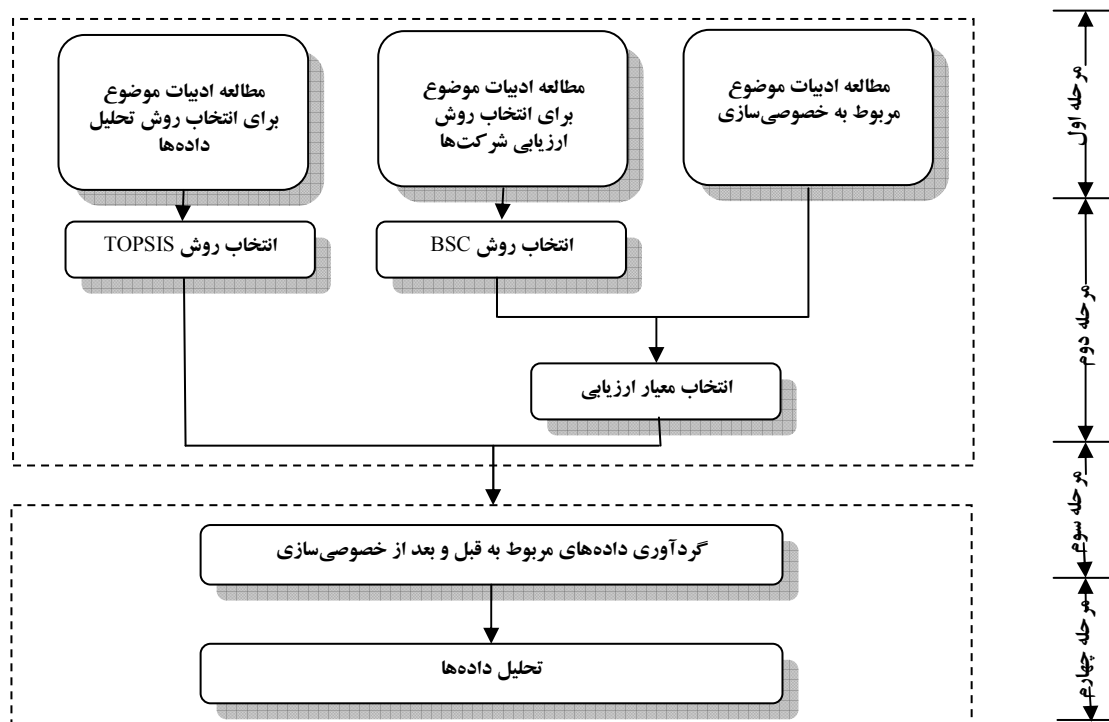 مطالعه ادبیات موضوع
مربوط به خصوصی‌سازی
مطالعه ادبیات موضوع
برای انتخاب روش
ارزیابی شرکت‌ها
مطالعه ادبیات موضوع
برای انتخاب روش تحلیل
داده‌ها
مرحله اول
انتخاب روش BSC
انتخاب روش TOPSIS
انتخاب معیار ارزیابی
مرحله دوم
گردآوری داده‌های مربوط به قبل و بعد از خصوصی‌سازی
مرحله سوم
تحلیل داده‌ها
مرحله چهارم